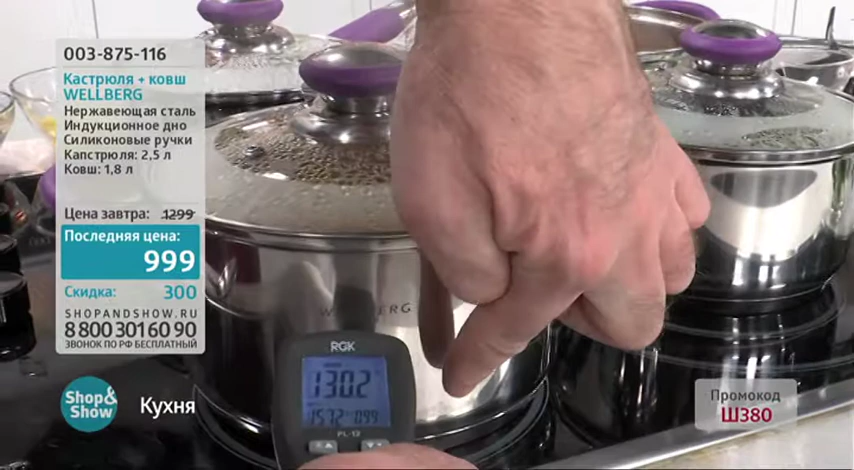 003-875-116
Кастрюля + ковш
WELLBERG
Нержавеющая сталь
Индукционное дно
Силиконовые ручки
Капстрюля: 2,5 л
Ковш: 1,8 л
Цена завтра: 1299
Последняя цена:
999
Скидка: 300
SHOPANDSHOW.RU
8 800 301 60 90
ЗВОНОК ПО РФ БЕСПЛАТНЫЙ
Shop&
Show
Кухня
RGK
130.2
PL-12
Промокод
Ш380